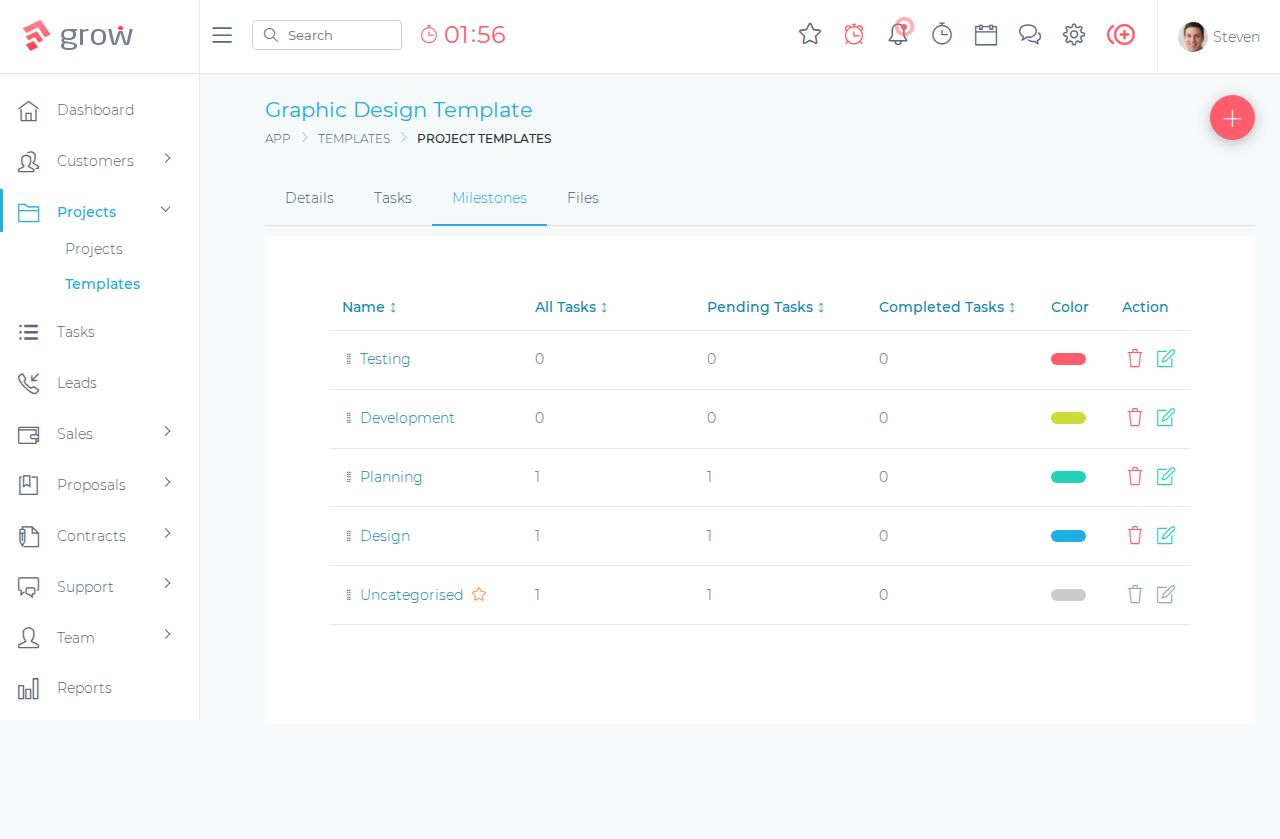 grow
Search
01:56
Steven
Dashboard
Customers
Projects
Projects
Templates
Tasks
Leads
Sales
Proposals
Contracts
Support
Team
Reports
Graphic Design Template
APP > TEMPLATES > PROJECT TEMPLATES
Details Tasks Milestones Files
Name All Tasks Pending Tasks Completed Tasks Color Action
Testing 0 0 0
Development 0 0 0
Planning 1 1 0
Design 1 1 0
Uncategorised 1 1 0